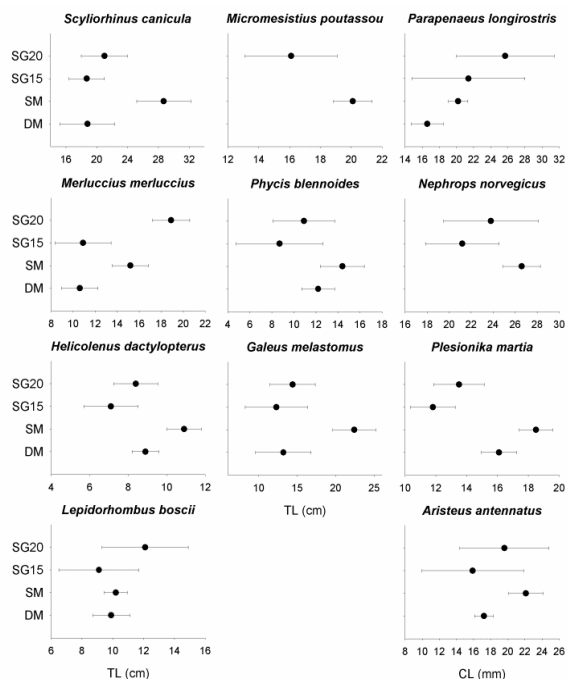 Scyliorhinus canicula
Micromesistius poutassou
Parapenaeus longirostris
SG20
SG15
SM
DM
16 20 24 28 32
12 14 16 18 20 22
14 16 18 20 22 24 26 28 30 32
Merluccius merluccius
Phycis blennoides
Nephrops norvegicus
SG20
SG15
SM
DM
8 10 12 14 16 18 20 22
4 6 8 10 12 14 16 18
16 18 20 22 24 26 28 30
Helicolenus dactylopterus
Galeus melastomus
Plesionika martia
SG20
SG15
SM
DM
4 6 8 10 12
10 15 20 25
10 12 14 16 18 20
Lepidorhombus boscii
TL (cm)
Aristeus antennatus
SG20
SG15
SM
DM
6 8 10 12 14 16
8 10 12 14 16 18 20 22 24 26
TL (cm)
CL (mm)